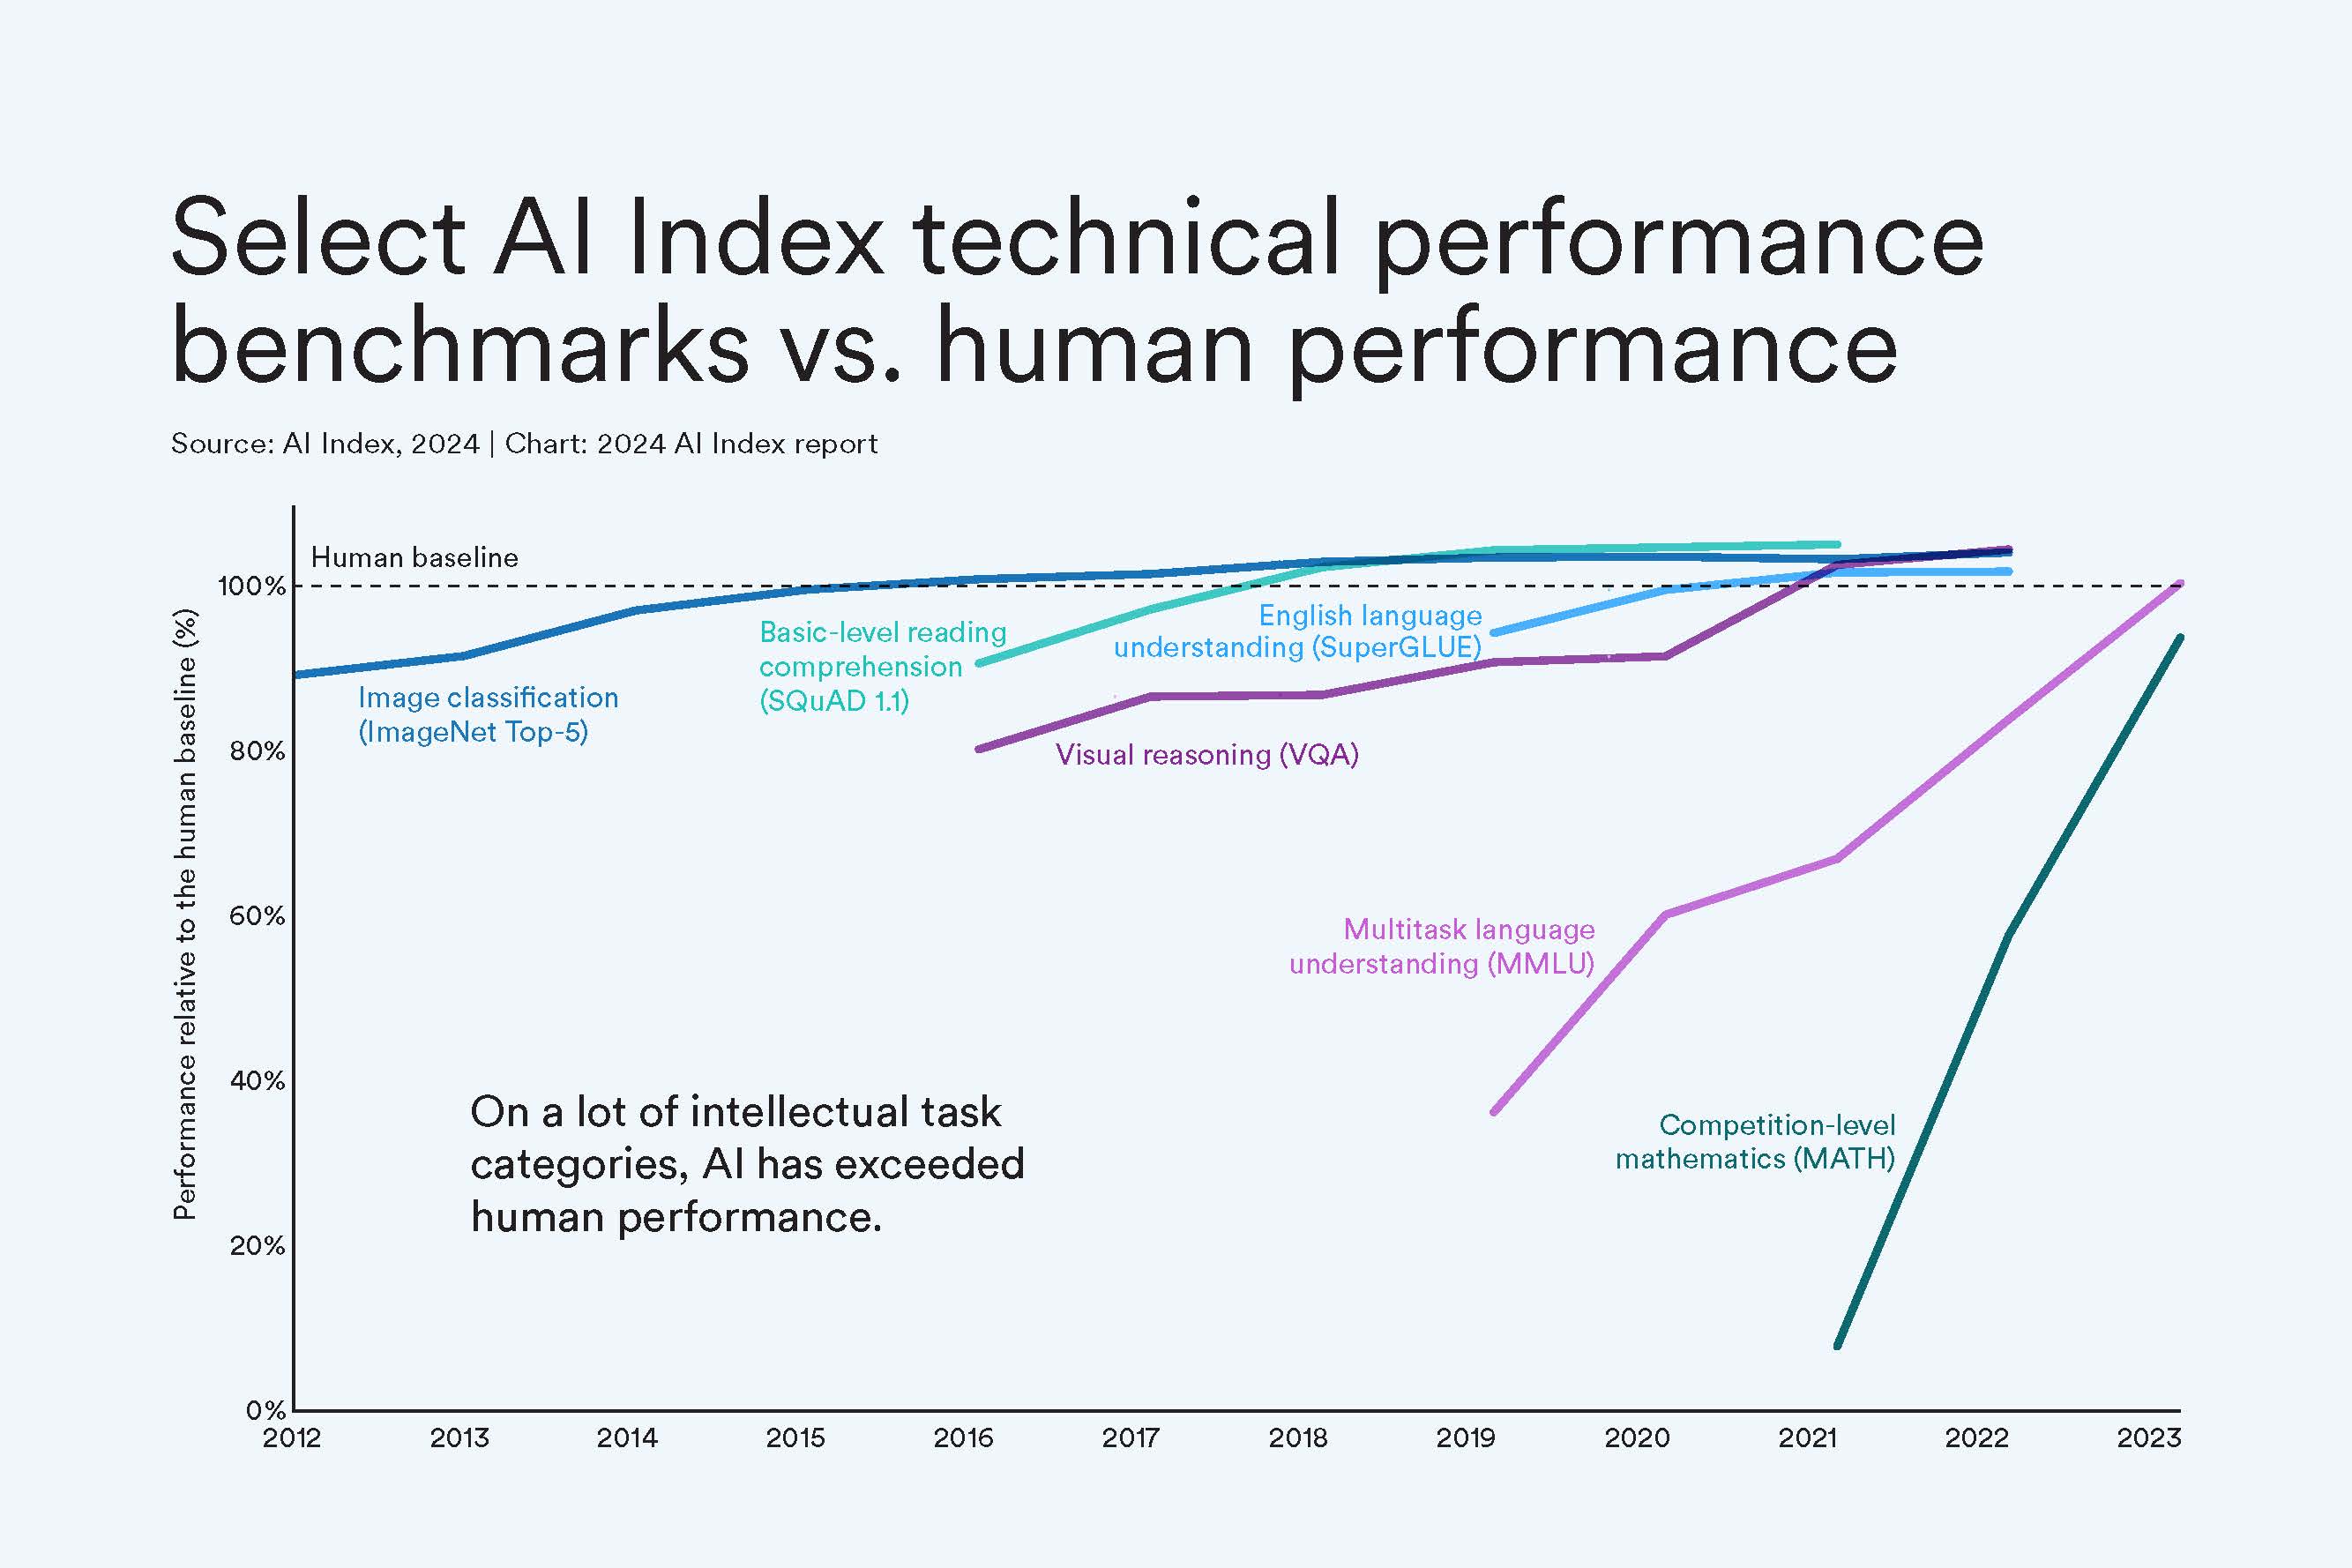 Select AI Index technical performance
benchmarks vs. human performance
Source: AI Index, 2024 | Chart: 2024 AI Index report
Performance relative to the human baseline (%)
Human baseline
100%
80%
60%
40%
20%
0%
Image classification
(ImageNet Top-5)
Basic-level reading
comprehension
(SQuAD 1.1)
English language
understanding (SuperGLUE)
Visual reasoning (VQA)
Multitask language
understanding (MMLU)
Competition-level
mathematics (MATH)
On a lot of intellectual task
categories, AI has exceeded
human performance.
2012 2013 2014 2015 2016 2017 2018 2019 2020 2021 2022 2023